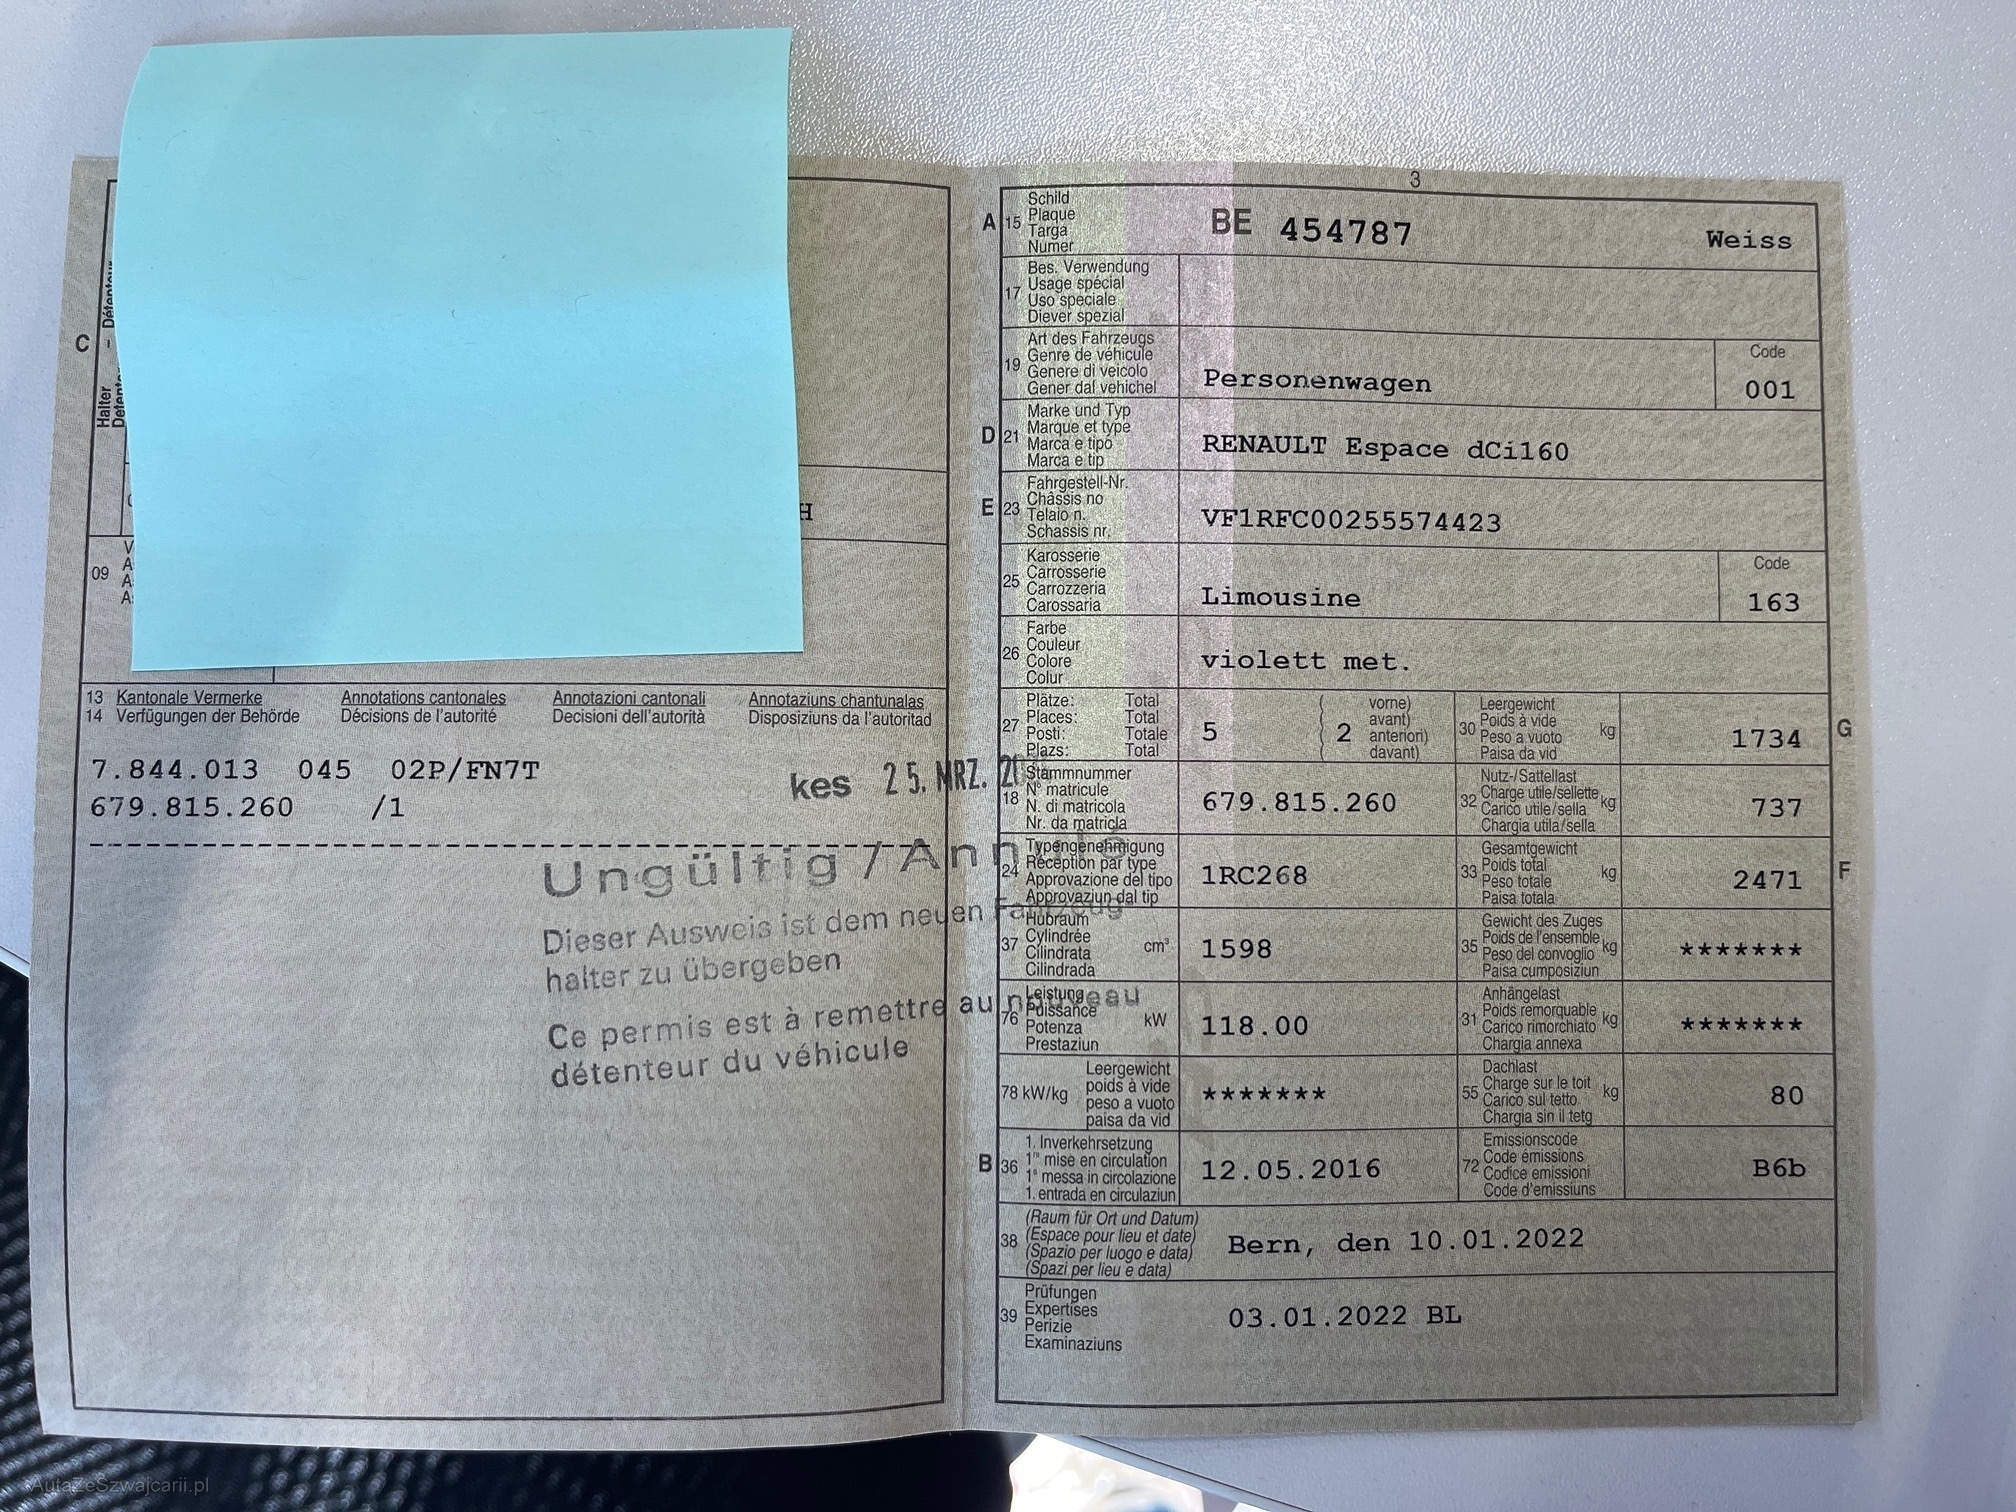 C
Halter - Détenteur
H
09
13 Kantonale Vermerke Annotations cantonales Annotazioni cantonali Annotaziuns chantunalas
14 Verfügungen der Behörde Décisions de l'autorité Decisioni dell'autorità Disposiziuns da l'autoritad
7.844.013 045 02P/FN7T
679.815.260 /1
kes 25. MRZ.
Ungültig /
Dieser Ausweis ist dem neuen Fahrzeug-
halter zu übergeben
Ce permis est à remettre au nouveau
détenteur du véhicule
3
A 15 Schild
Plaque
Targa
Numer
BE 454787 Weiss
17 Bes. Verwendung
Usage spécial
Uso speciale
Diever spezial
19 Art des Fahrzeugs
Genre de véhicule
Genere di veicolo
Gener dal vehichel
Personenwagen
Code
001
D 21 Marke und Typ
Marque et type
Marca e tipo
Marca e tip
RENAULT Espace dCi160
E 23 Fahrgestell-Nr.
Châssis no
Telaio n.
Schassis nr.
VF1RFC00255574423
25 Karosserie
Carrosserie
Carrozzeria
Carossaria
Limousine
Code
163
26 Farbe
Couleur
Colore
Colur
violett met.
27 Plätze: Total
Places: Total
Posti: Totale
Plazs: Total
5
2
vorne)
avant)
anteriori)
davant)
30 Leergewicht
Poids à vide
Peso a vuoto
Paisa da vid
kg
1734
G
18 Stammnummer
N° matricule
N. di matricola
Nr. da matricla
679.815.260
32 Nutz-/Sattellast
Charge utile/sellette
Carico utile/sella
Chargia utila/sella
kg
737
24 Typengenehmigung
Réception par type
Approvazione del tipo
Approvaziun dal tip
1RC268
33 Gesamtgewicht
Poids total
Peso totale
Paisa totala
kg
2471
F
37 Hubraum
Cylindrée
Cilindrata
Cilindrada
cm³
1598
35 Gewicht des Zuges
Poids de l'ensemble
Peso del convoglio
Paisa cumposiziun
kg
*******
76 Leistung
Puissance
Potenza
Prestaziun
kW
118.00
31 Anhängelast
Poids remorquable
Carico rimorchiato
Chargia annexa
kg
*******
78 kW/kg
Leergewicht
poids à vide
peso a vuoto
paisa da vid
*******
55 Dachlast
Charge sur le toit
Carico sul tetto
Chargia sin il tetg
kg
80
B 36 1. Inverkehrsetzung
1re mise en circulation
1a messa in circolazione
1. entrada en circulaziun
12.05.2016
72 Emissionscode
Code émissions
Codice emissioni
Code d'emissiuns
B6b
38 (Raum für Ort und Datum)
(Espace pour lieu et date)
(Spazio per luogo e data)
(Spazi per lieu e data)
Bern, den 10.01.2022
39 Prüfungen
Expertises
Perizie
Examinaziuns
03.01.2022 BL
AutaZeSzwajcarii.pl